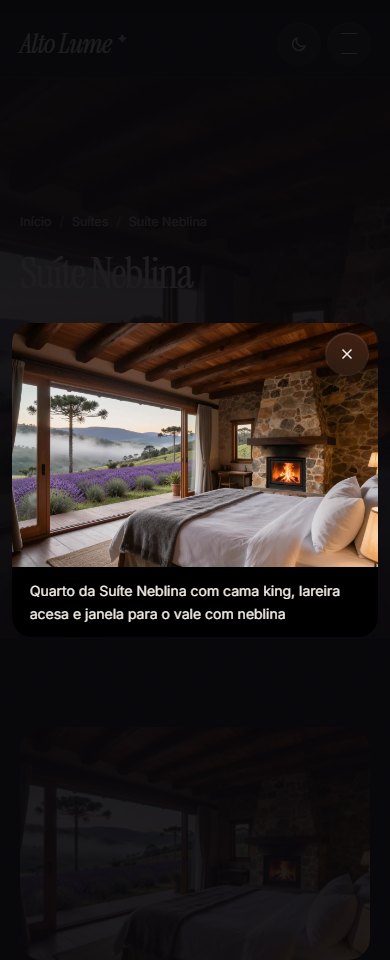 Alto Lume
Início / Suítes / Suíte Neblina
Suíte Neblina
Quarto da Suíte Neblina com cama king, lareira
acesa e janela para o vale com neblina